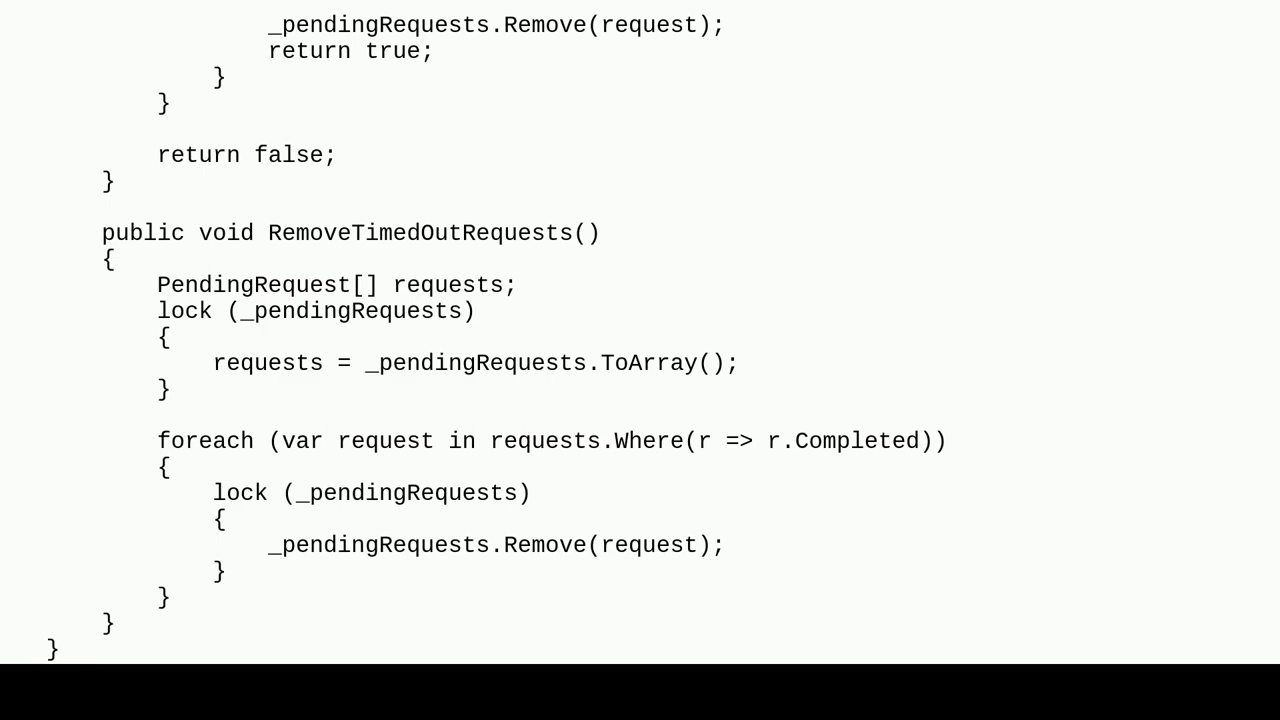 _pendingRequests.Remove(request);
                return true;
            }
        }

        return false;
    }

    public void RemoveTimedOutRequests()
    {
        PendingRequest[] requests;
        lock (_pendingRequests)
        {
            requests = _pendingRequests.ToArray();
        }

        foreach (var request in requests.Where(r => r.Completed))
        {
            lock (_pendingRequests)
            {
                _pendingRequests.Remove(request);
            }
        }
    }
}